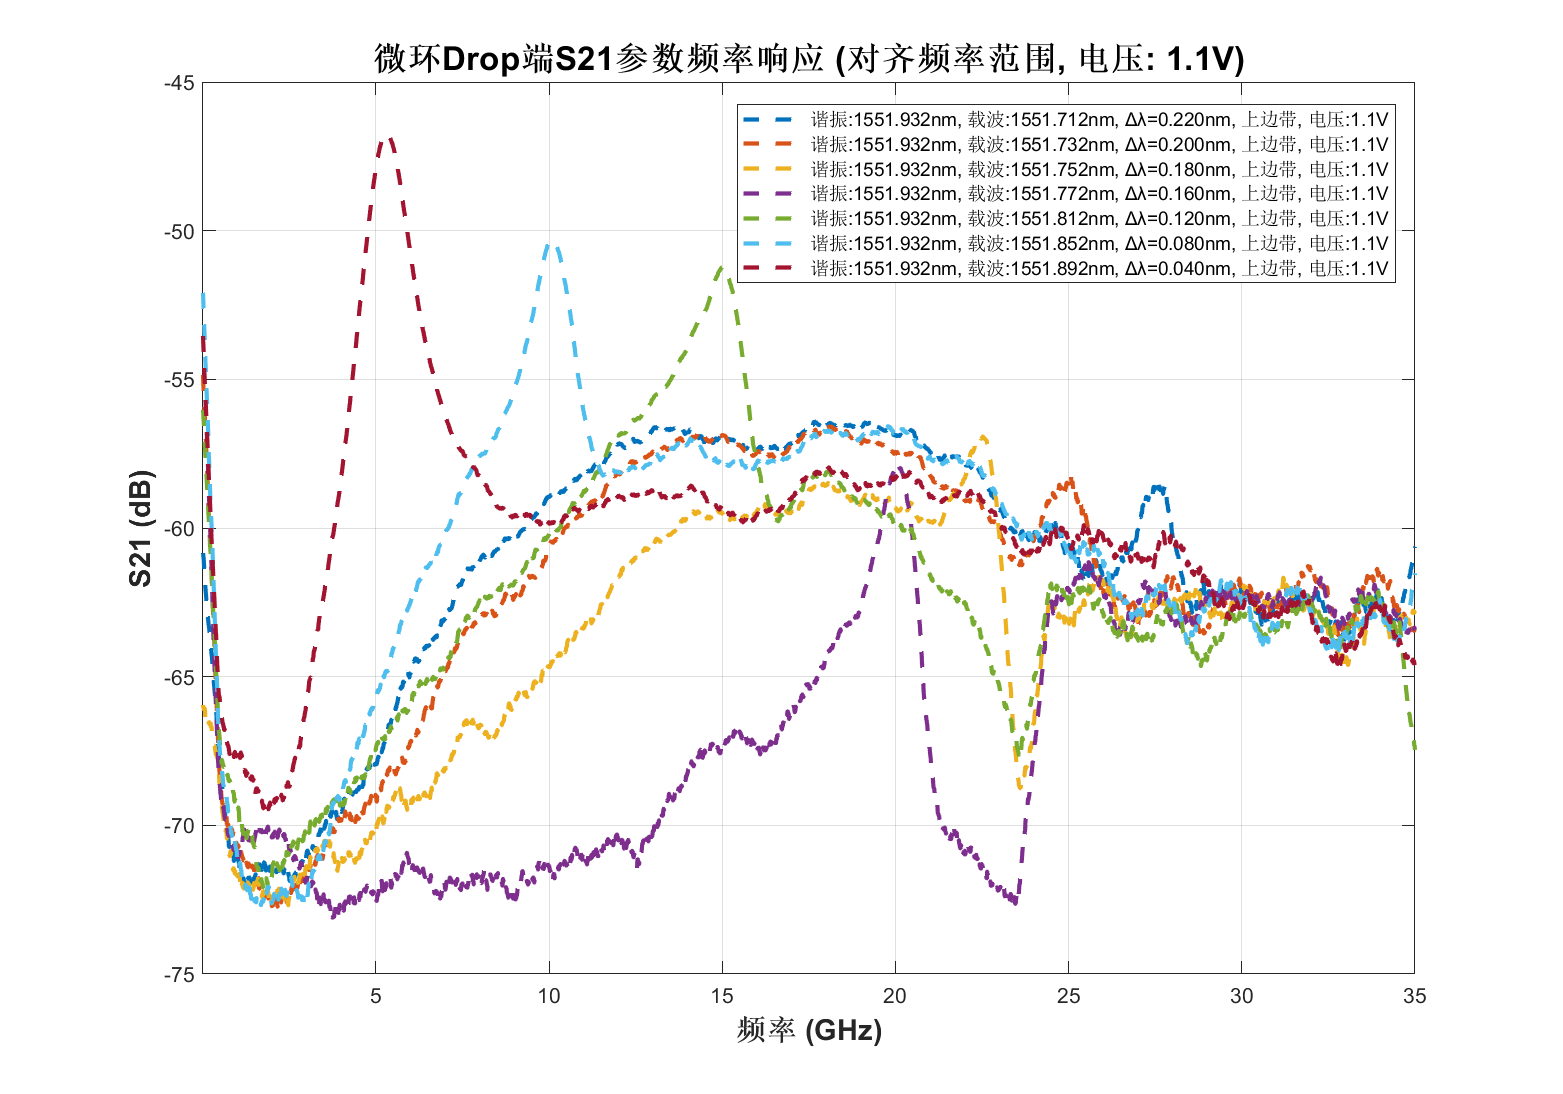 微环Drop端S21参数频率响应 (对齐频率范围, 电压: 1.1V)
谐振:1551.932nm, 载波:1551.712nm, Δλ=0.220nm, 上边带, 电压:1.1V
谐振:1551.932nm, 载波:1551.732nm, Δλ=0.200nm, 上边带, 电压:1.1V
谐振:1551.932nm, 载波:1551.752nm, Δλ=0.180nm, 上边带, 电压:1.1V
谐振:1551.932nm, 载波:1551.772nm, Δλ=0.160nm, 上边带, 电压:1.1V
谐振:1551.932nm, 载波:1551.812nm, Δλ=0.120nm, 上边带, 电压:1.1V
谐振:1551.932nm, 载波:1551.852nm, Δλ=0.080nm, 上边带, 电压:1.1V
谐振:1551.932nm, 载波:1551.892nm, Δλ=0.040nm, 上边带, 电压:1.1V
S21 (dB)
-45
-50
-55
-60
-65
-70
-75
5 10 15 20 25 30 35
频率 (GHz)